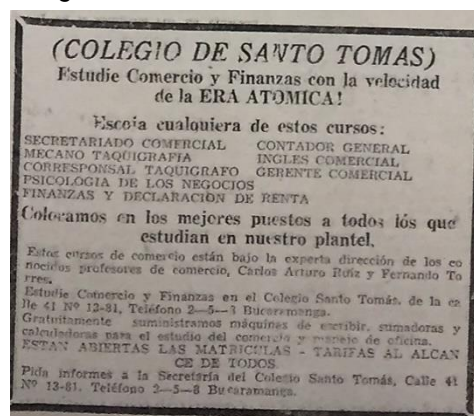 (COLEGIO DE SANTO TOMAS)
Estudie Comercio y Finanzas con la velocidad
de la ERA ATOMICA!
Escoja cualquiera de estos cursos:
SECRETARIADO COMERCIAL CONTADOR GENERAL
MECANO TAQUIGRAFIA INGLES COMERCIAL
CORRESPONSAL TAQUIGRAFO GERENTE COMERCIAL
PSICOLOGIA DE LOS NEGOCIOS
FINANZAS Y DECLARACION DE RENTA
Colocamos en los mejores puestos a todos lós que
estudian en nuestro plantel.
Estos cursos de comercio están bajo la experta dirección de los co
nocidos profesores de comercio, Carlos Arturo Ruiz y Fernando To
rres.
Estudie Comercio y Finanzas en el Colegio Santo Tomás, de la ca
lle 41 Nº 13-81, Teléfono 2-5-3 Bucaramanga.
Gratuitamente suministramos máquinas de escribir, sumadoras y
calculadoras para el estudio del comercio y manejo de oficina.
ESTAN ABIERTAS LAS MATRICULAS - TARIFAS AL ALCAN
CE DE TODOS.
Pida informes a la Secretaría del Colegio Santo Tomás, Calle 41
Nº 13-81. Teléfono 2-5-8 Bucaramanga.